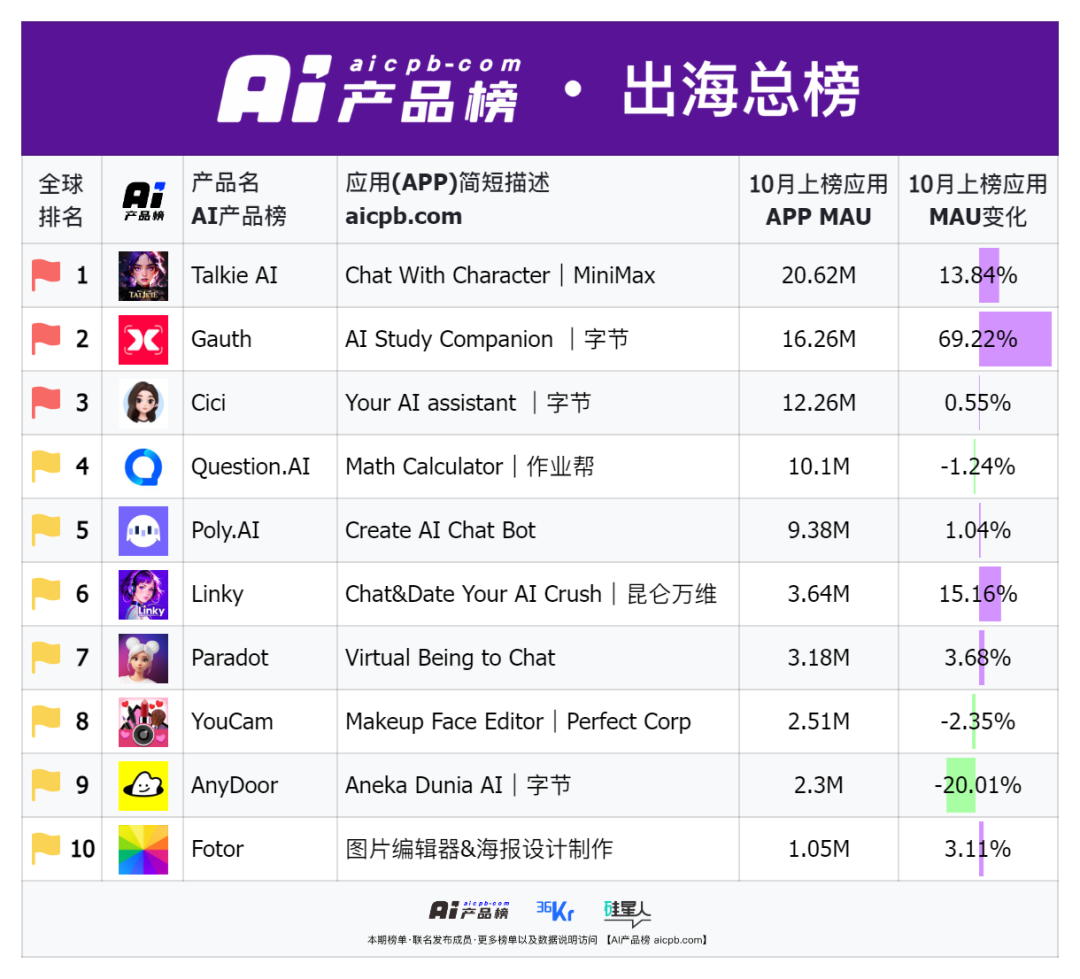 Ai 产品榜 aicpb-com · 出海总榜
全球排名 Ai产品榜 产品名 AI产品榜 应用(APP)简短描述 aicpb.com 10月上榜应用 APP MAU 10月上榜应用 MAU变化
1 TALKIE Talkie AI Chat With Character｜MiniMax 20.62M 13.84%
2 Gauth AI Study Companion ｜字节 16.26M 69.22%
3 Cici Your AI assistant ｜字节 12.26M 0.55%
4 Question.AI Math Calculator｜作业帮 10.1M -1.24%
5 Poly.AI Create AI Chat Bot 9.38M 1.04%
6 Linky Linky Chat&Date Your AI Crush｜昆仑万维 3.64M 15.16%
7 Paradot Virtual Being to Chat 3.18M 3.68%
8 YouCam Makeup Face Editor｜Perfect Corp 2.51M -2.35%
9 AnyDoor Aneka Dunia AI｜字节 2.3M -20.01%
10 Fotor 图片编辑器&海报设计制作 1.05M 3.11%
Ai产品榜 aicpb-com 36Kr 硅星人
本期榜单·联名发布成员·更多榜单以及数据说明访问 【AI产品榜 aicpb.com】